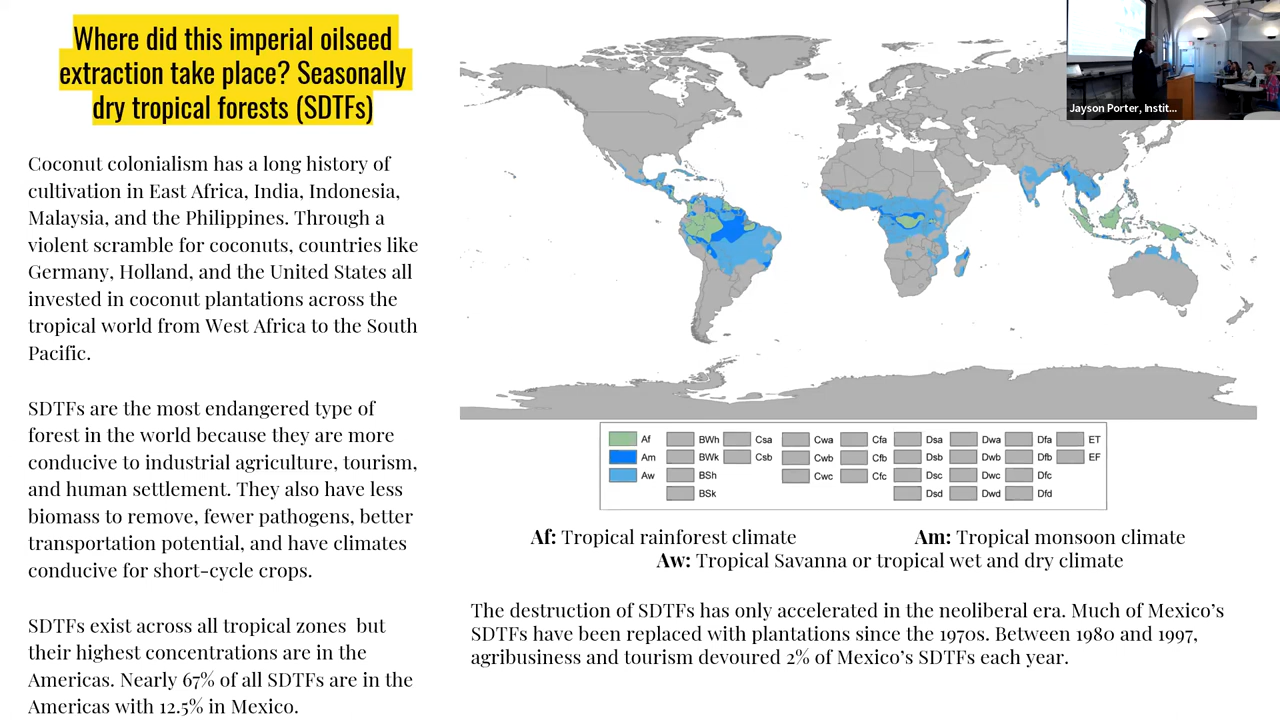 Where did this imperial oilseed
extraction take place? Seasonally
dry tropical forests (SDTFs)
Coconut colonialism has a long history of
cultivation in East Africa, India, Indonesia,
Malaysia, and the Philippines. Through a
violent scramble for coconuts, countries like
Germany, Holland, and the United States all
invested in coconut plantations across the
tropical world from West Africa to the South
Pacific.
SDTFs are the most endangered type of
forest in the world because they are more
conducive to industrial agriculture, tourism,
and human settlement. They also have less
biomass to remove, fewer pathogens, better
transportation potential, and have climates
conducive for short-cycle crops.
SDTFs exist across all tropical zones but
their highest concentrations are in the
Americas. Nearly 67% of all SDTFs are in the
Americas with 12.5% in Mexico.
Jayson Porter, Instit...
Af BWh Csa Cwa Cfa Dsa Dwa Dfa ET
Am BWk Csb Cwb Cfb Dsb Dwb Dfb EF
Aw BSh Cwc Cfc Dsc Dwc Dfc
BSk Dsd Dwd Dfd
Af: Tropical rainforest climate Am: Tropical monsoon climate
Aw: Tropical Savanna or tropical wet and dry climate
The destruction of SDTFs has only accelerated in the neoliberal era. Much of Mexico's
SDTFs have been replaced with plantations since the 1970s. Between 1980 and 1997,
agribusiness and tourism devoured 2% of Mexico's SDTFs each year.